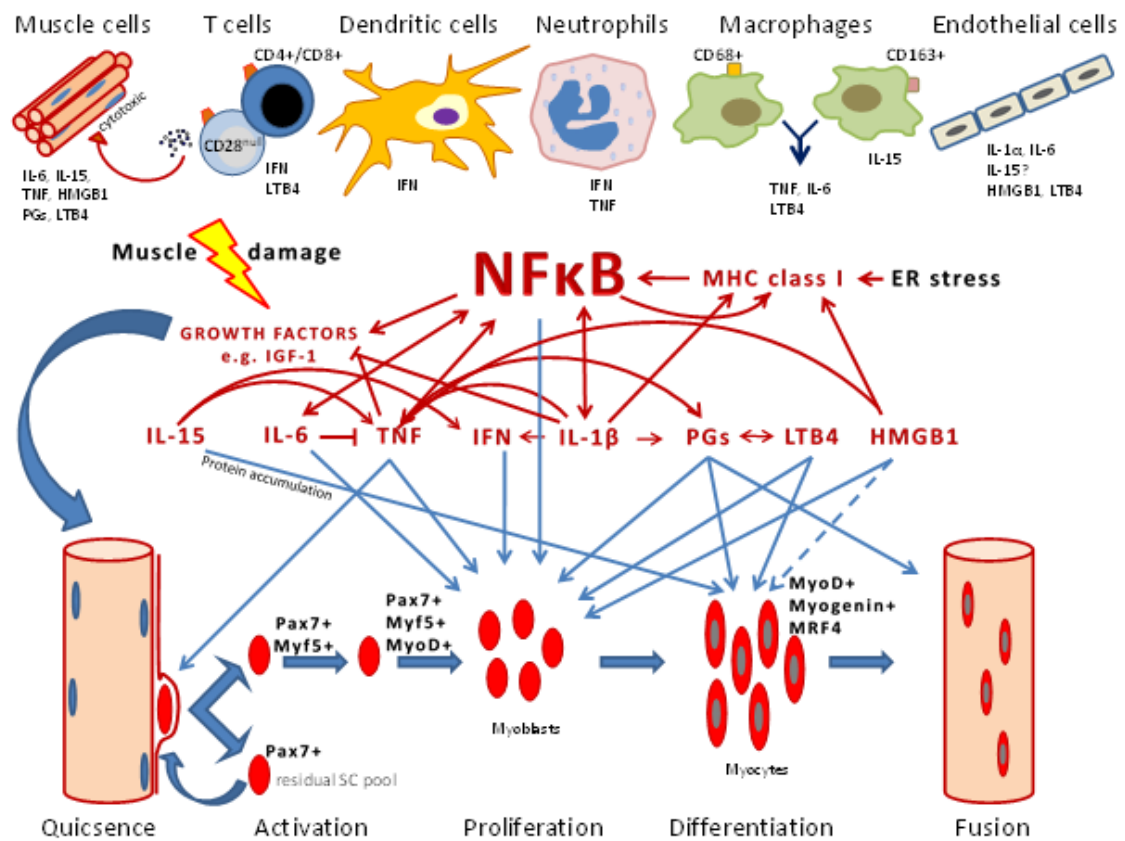 Muscle cells
T cells
Dendritic cells
Neutrophils
Macrophages
Endothelial cells
CD4+/CD8+
CD68+
CD163+
cytotoxic
CD28null
IL-6, IL-15,
TNF, HMGB1
PGs, LTB4
IFN
LTB4
IFN
IFN
TNF
TNF, IL-6
LTB4
IL-15
IL-1α, IL-6
IL-15?
HMGB1, LTB4
Muscle damage
NFκB
MHC class I
ER stress
GROWTH FACTORS
e.g. IGF-1
IL-15
IL-6
TNF
IFN
IL-1β
PGs
LTB4
HMGB1
Protein accumulation
Pax7+
Myf5+
Pax7+
Myf5+
MyoD+
MyoD+
Myogenin+
MRF4
Myoblasts
Myocytes
Pax7+
residual SC pool
Quicsence
Activation
Proliferation
Differentiation
Fusion